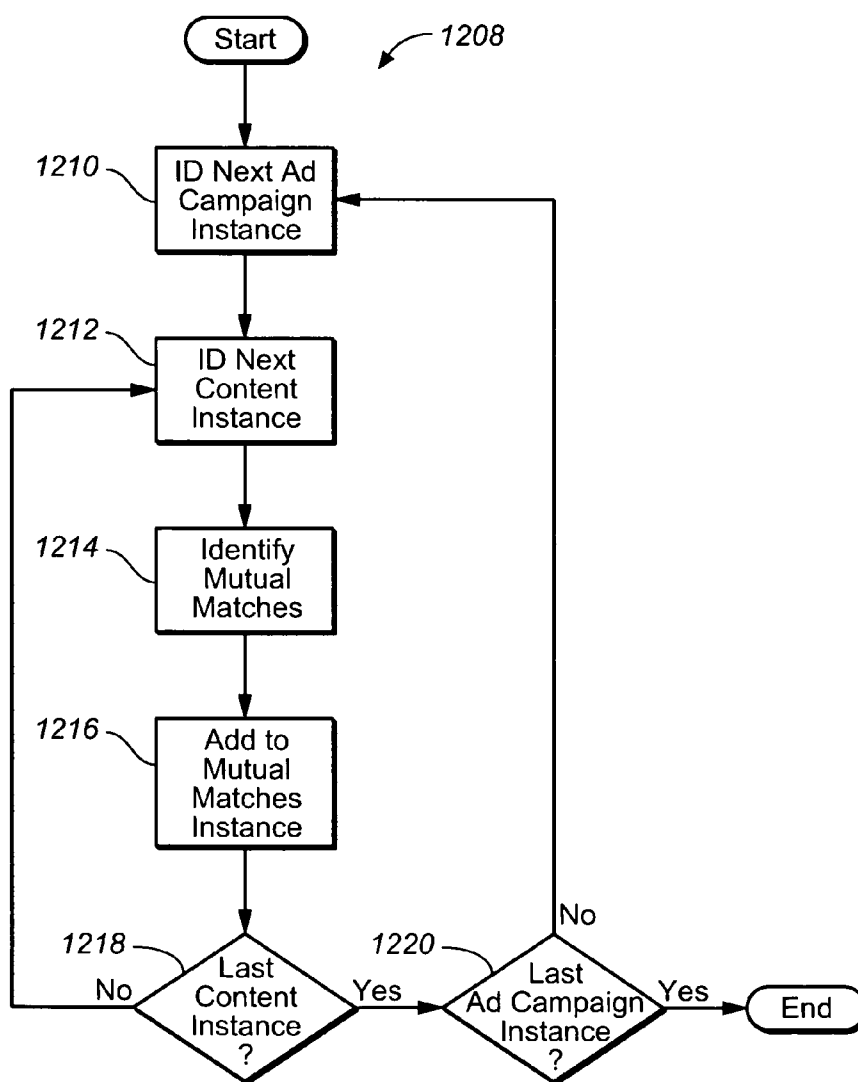 Start
1208
1210
ID Next Ad
Campaign
Instance
1212
ID Next
Content
Instance
1214
Identify
Mutual
Matches
1216
Add to
Mutual
Matches
Instance
1218
Last
Content
Instance
?
No
Yes
1220
Last
Ad Campaign
Instance
?
No
Yes
End